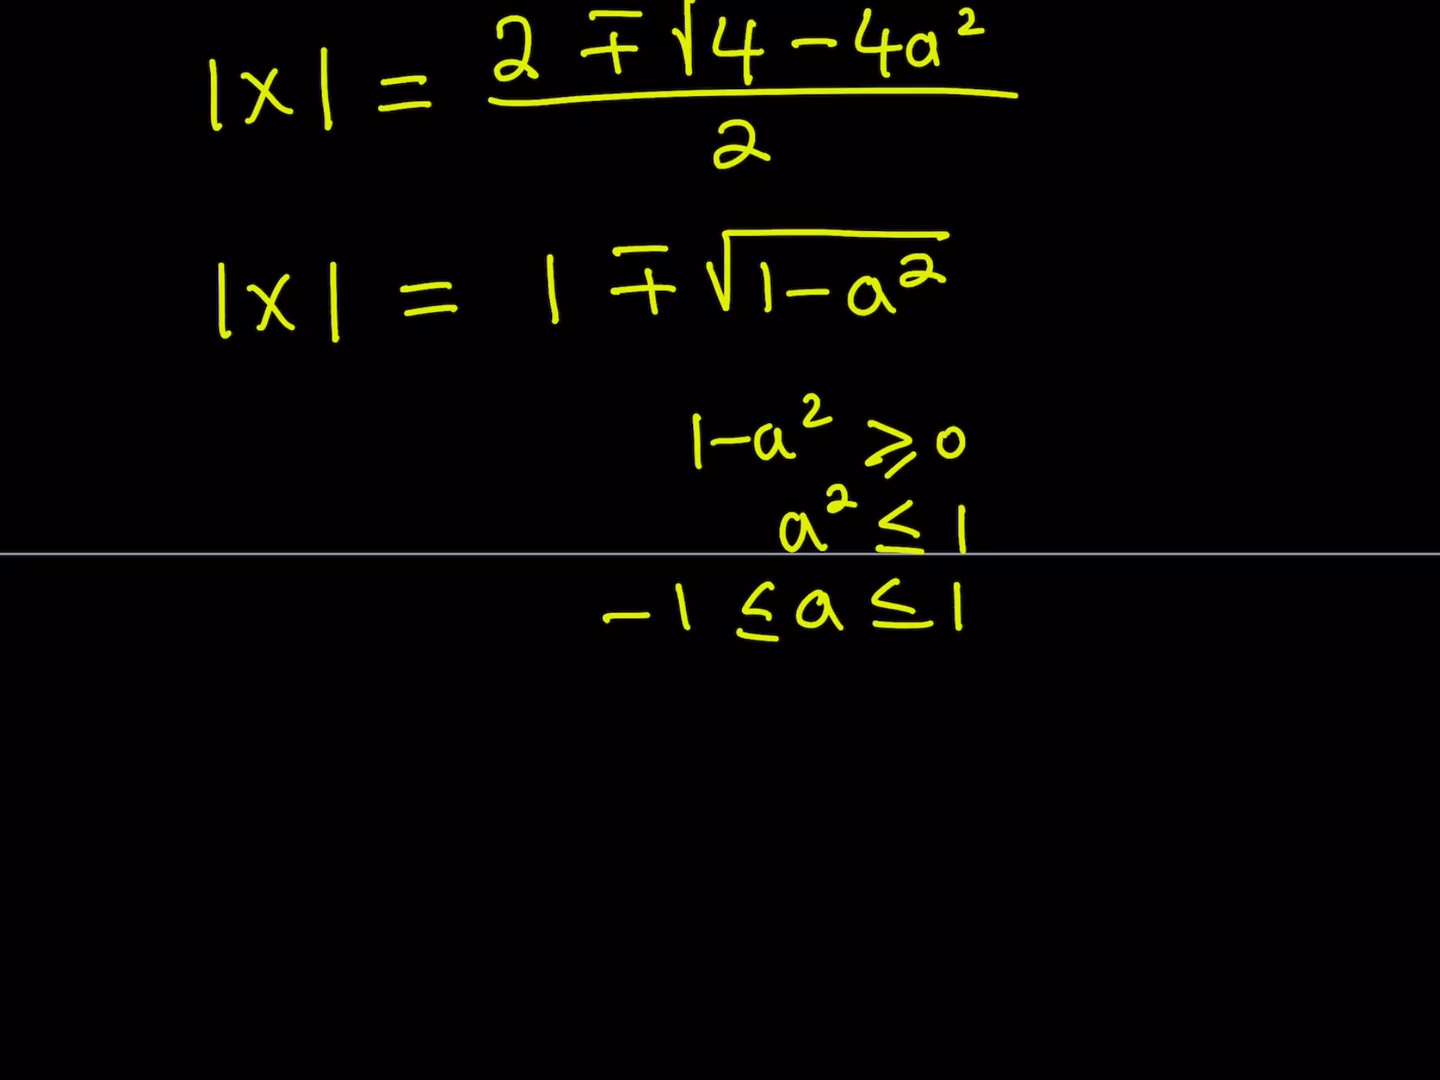 |x| = (2 ∓ √4 - 4a²) / 2
|x| = 1 ∓ √(1-a²)
1-a² ⩾ 0
a² ≤ 1
-1 ≤ a ≤ 1